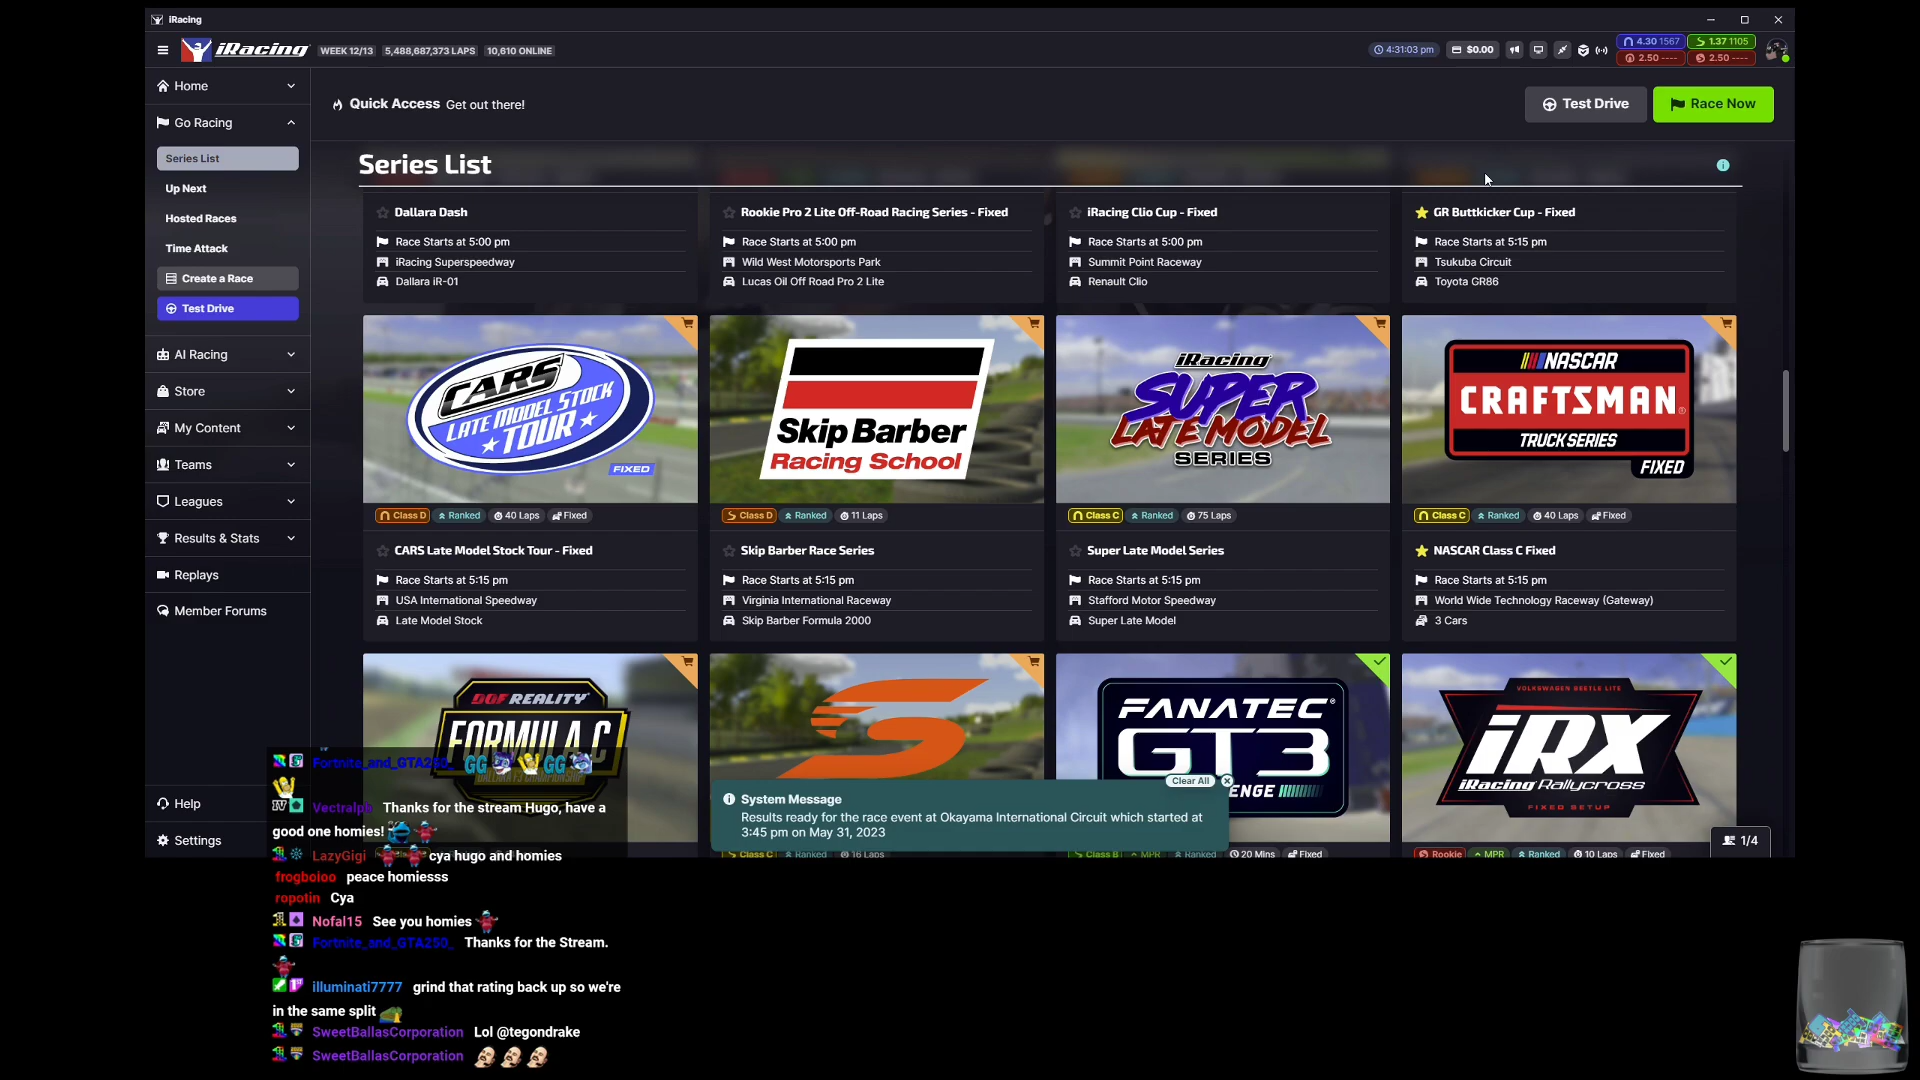 iRacing
iRacing WEEK 12/13 5,488,687,373 LAPS 10,610 ONLINE
4:31:03 pm $0.00 4.30 1567 1.37 1105
2.50 ---- 2.50 ----
Home
Quick Access Get out there!
Test Drive Race Now
Go Racing
Series List
Up Next
Hosted Races
Time Attack
Create a Race
Test Drive
AI Racing
Store
My Content
Teams
Leagues
Results & Stats
Replays
Member Forums
Help
Settings
Series List
Dallara Dash
Race Starts at 5:00 pm
iRacing Superspeedway
Dallara iR-01
Rookie Pro 2 Lite Off-Road Racing Series - Fixed
Race Starts at 5:00 pm
Wild West Motorsports Park
Lucas Oil Off Road Pro 2 Lite
iRacing Clio Cup - Fixed
Race Starts at 5:00 pm
Summit Point Raceway
Renault Clio
GR Buttkicker Cup - Fixed
Race Starts at 5:15 pm
Tsukuba Circuit
Toyota GR86
CARS
LATE MODEL STOCK
TOUR
FIXED
Class D Ranked 40 Laps Fixed
CARS Late Model Stock Tour - Fixed
Race Starts at 5:15 pm
USA International Speedway
Late Model Stock
Skip Barber
Racing School
Class D Ranked 11 Laps
Skip Barber Race Series
Race Starts at 5:15 pm
Virginia International Raceway
Skip Barber Formula 2000
iRacing
SUPER
LATE MODEL
SERIES
Class C Ranked 75 Laps
Super Late Model Series
Race Starts at 5:15 pm
Stafford Motor Speedway
Super Late Model
NASCAR
CRAFTSMAN
TRUCK SERIES
FIXED
Class C Ranked 40 Laps Fixed
NASCAR Class C Fixed
Race Starts at 5:15 pm
World Wide Technology Raceway (Gateway)
3 Cars
DGF REALITY
FORMULA C
Class C Ranked 16 Laps
FANATEC
GT3
ENGE
Class B MPR Ranked 20 Mins Fixed
VOLKSWAGEN BEETLE LITE
iRX
iRacing Rallycross
FIXED SETUP
Rookie MPR Ranked 10 Laps Fixed
Clear All
System Message
Results ready for the race event at Okayama International Circuit which started at
3:45 pm on May 31, 2023
1/4
Fortnite_and_GTA250_ GG GG
Vectralph Thanks for the stream Hugo, have a
good one homies!
LazyGigi cya hugo and homies
frogboioo peace homiesss
ropotin Cya
Nofal15 See you homies
Fortnite_and_GTA250_ Thanks for the Stream.
illuminati7777 grind that rating back up so we're
in the same split
SweetBallasCorporation Lol @tegondrake
SweetBallasCorporation